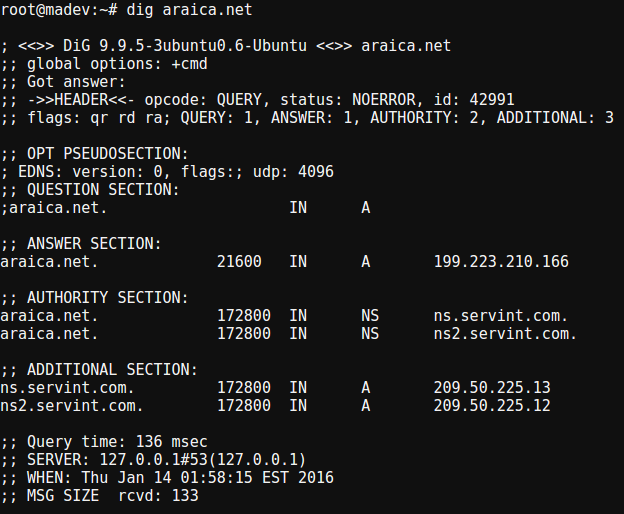 root@madev:~# dig araica.net
; <<>> DiG 9.9.5-3ubuntu0.6-Ubuntu <<>> araica.net
;; global options: +cmd
;; Got answer:
;; ->>HEADER<<- opcode: QUERY, status: NOERROR, id: 42991
;; flags: qr rd ra; QUERY: 1, ANSWER: 1, AUTHORITY: 2, ADDITIONAL: 3
;; OPT PSEUDOSECTION:
; EDNS: version: 0, flags:; udp: 4096
;; QUESTION SECTION:
;araica.net. IN A
;; ANSWER SECTION:
araica.net. 21600 IN A 199.223.210.166
;; AUTHORITY SECTION:
araica.net. 172800 IN NS ns.servint.com.
araica.net. 172800 IN NS ns2.servint.com.
;; ADDITIONAL SECTION:
ns.servint.com. 172800 IN A 209.50.225.13
ns2.servint.com. 172800 IN A 209.50.225.12
;; Query time: 136 msec
;; SERVER: 127.0.0.1#53(127.0.0.1)
;; WHEN: Thu Jan 14 01:58:15 EST 2016
;; MSG SIZE rcvd: 133